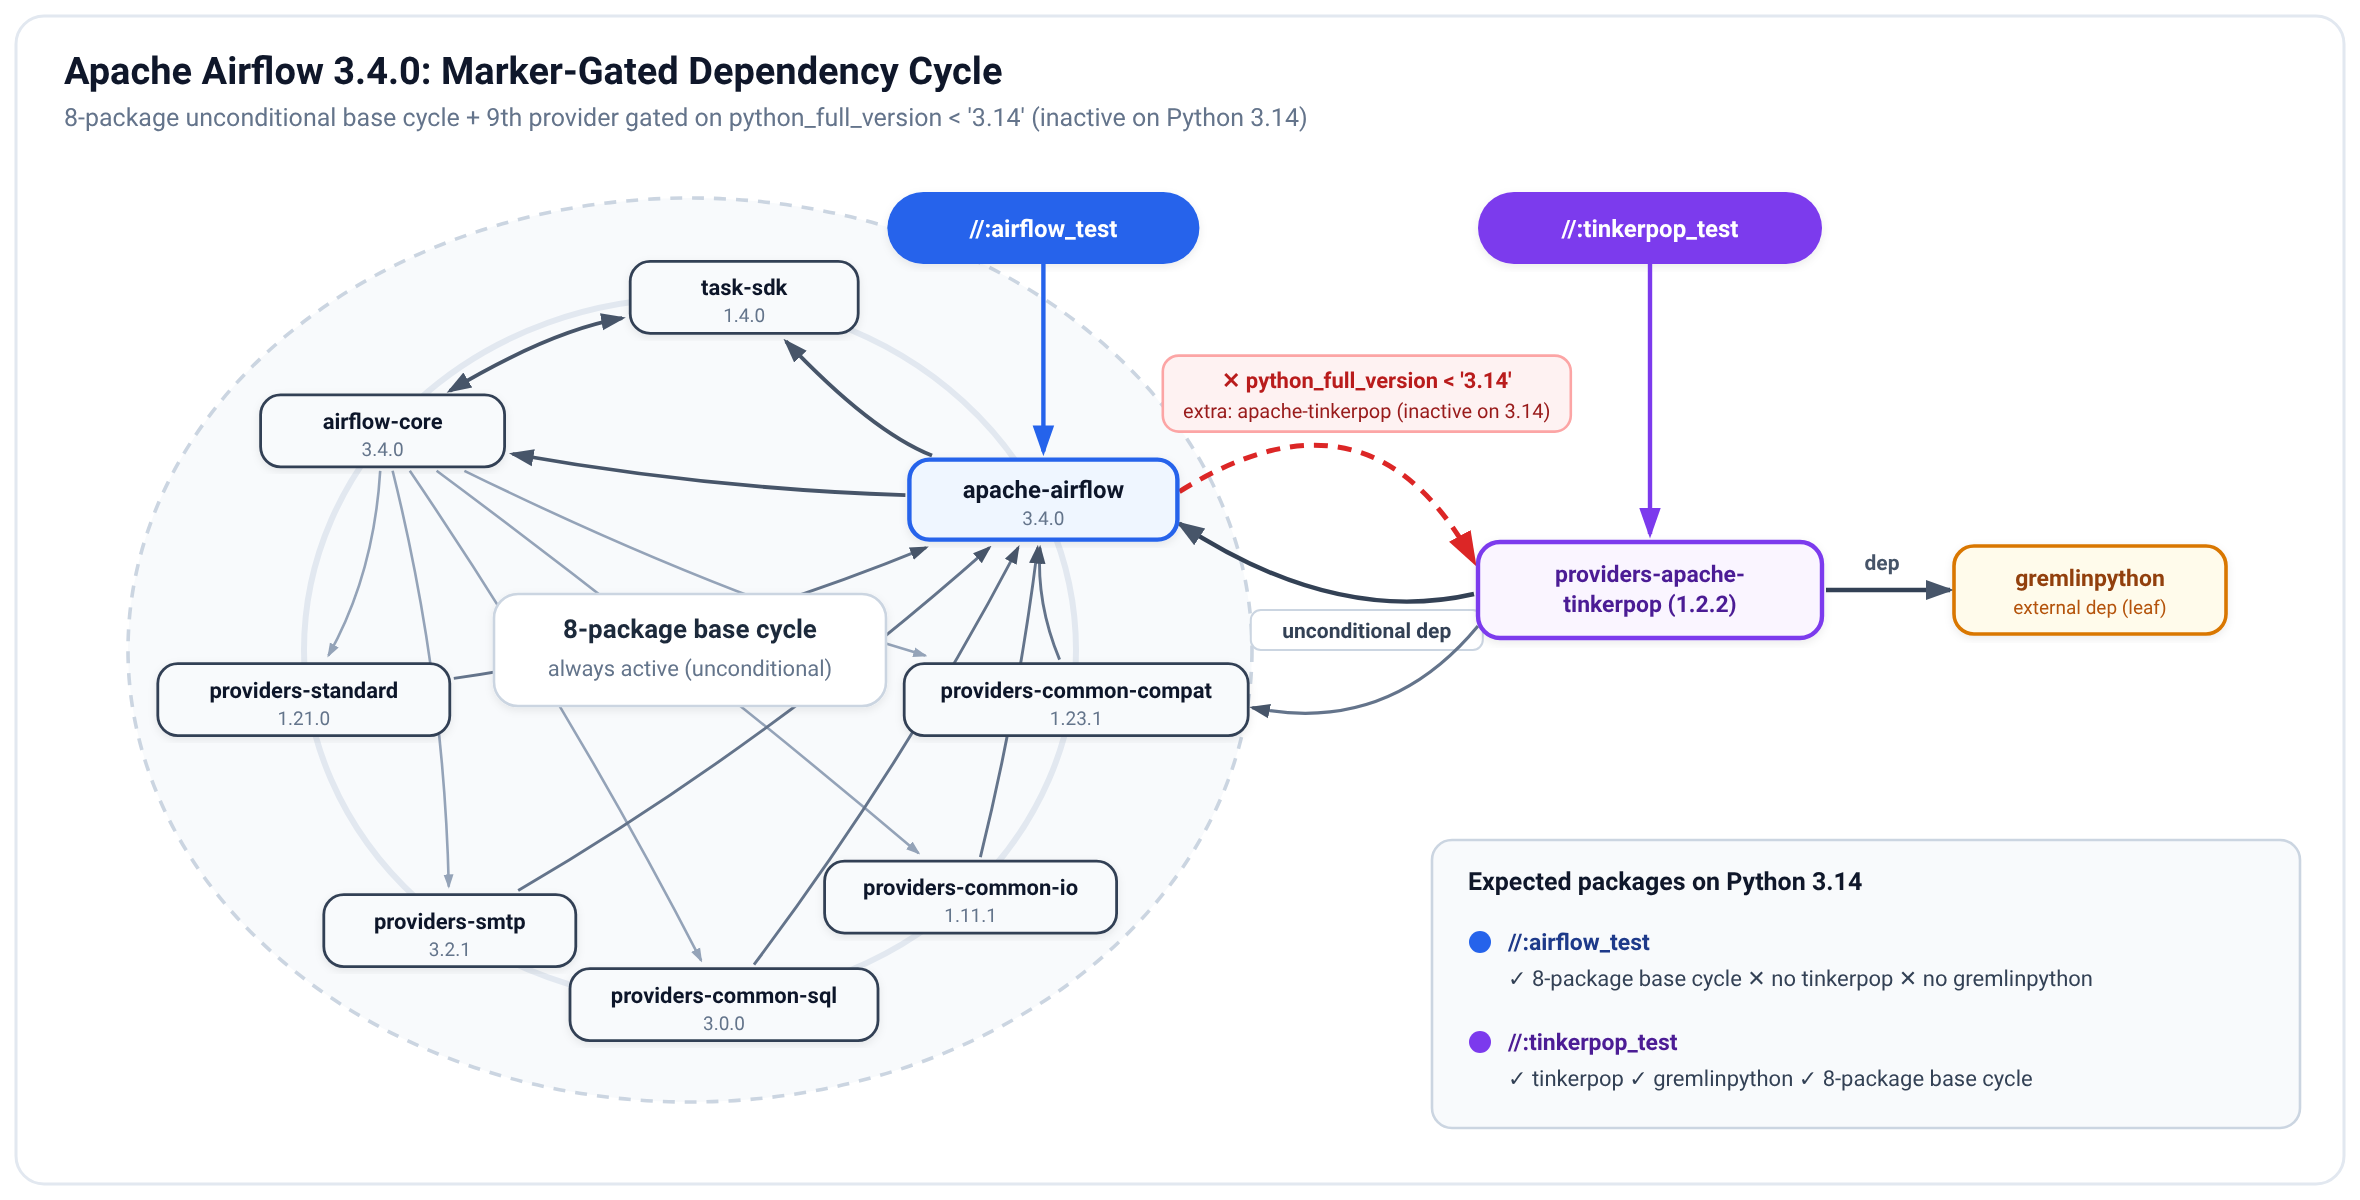 Apache Airflow 3.4.0: Marker-Gated Dependency Cycle
8-package unconditional base cycle + 9th provider gated on python_full_version < '3.14' (inactive on Python 3.14)
//:airflow_test
//:tinkerpop_test
task-sdk
1.4.0
✕ python_full_version < '3.14'
extra: apache-tinkerpop (inactive on 3.14)
airflow-core
3.4.0
apache-airflow
3.4.0
providers-apache-
tinkerpop (1.2.2)
dep
gremlinpython
external dep (leaf)
8-package base cycle
always active (unconditional)
unconditional dep
providers-standard
1.21.0
providers-common-compat
1.23.1
providers-common-io
1.11.1
providers-smtp
3.2.1
providers-common-sql
3.0.0
Expected packages on Python 3.14
//:airflow_test
✓ 8-package base cycle ✕ no tinkerpop ✕ no gremlinpython
//:tinkerpop_test
✓ tinkerpop ✓ gremlinpython ✓ 8-package base cycle